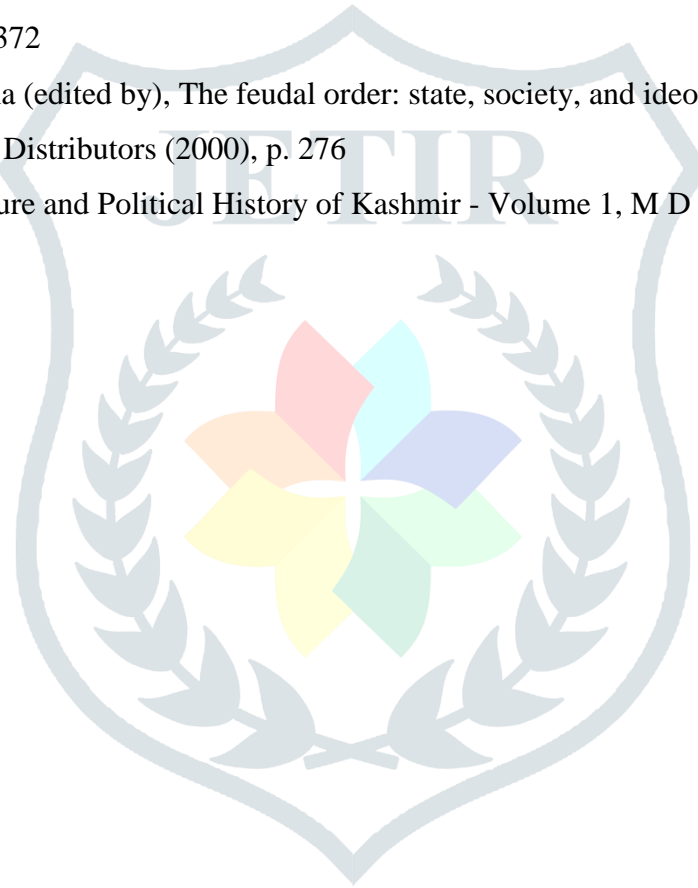 372
a (edited by), The feudal order: state, society, and ideo
Distributors (2000), p. 276
ure and Political History of Kashmir - Volume 1, M D
JETIR